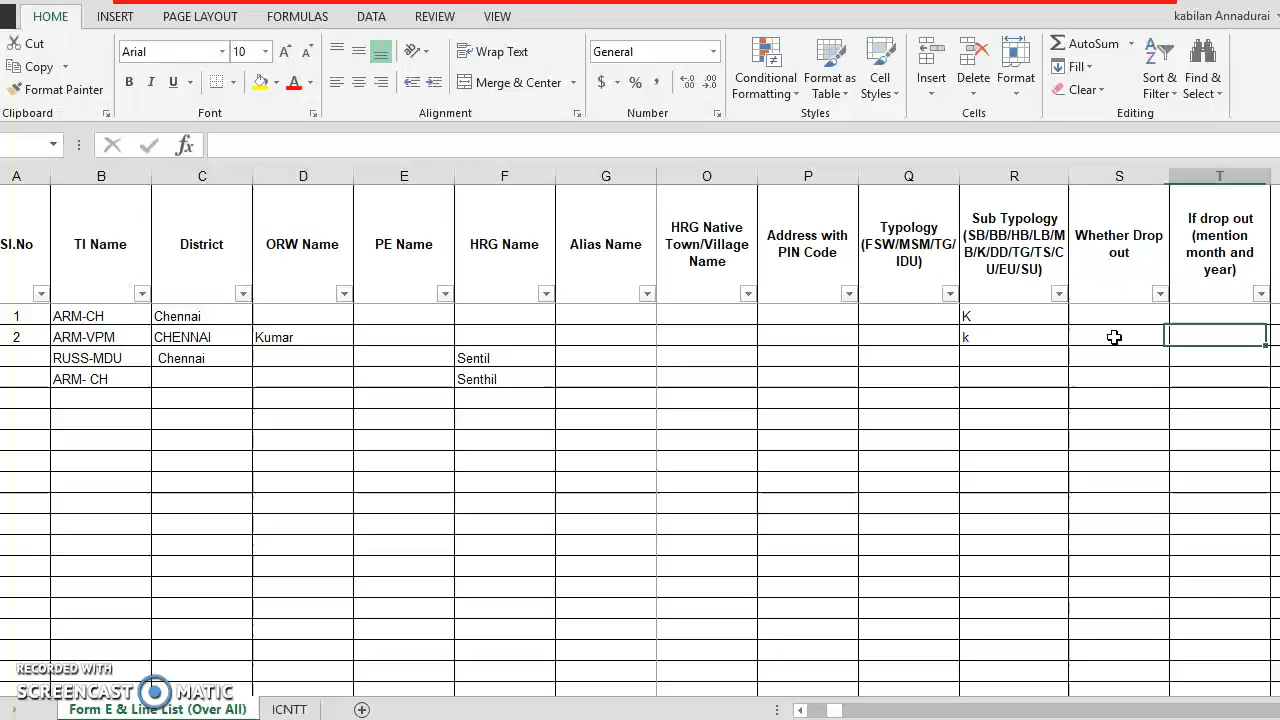 HOME INSERT PAGE LAYOUT FORMULAS DATA REVIEW VIEW kabilan Annadurai
Cut
Copy
Format Painter
Clipboard
Arial 10
B I U
Font
Wrap Text
Merge & Center
Alignment
General
$ % ,
Number
Conditional Formatting
Format as Table
Cell Styles
Styles
Insert Delete Format
Cells
AutoSum
Fill
Clear
Sort & Filter
Find & Select
Editing
fx
A B C D E F G O P Q R S T
Sl.No
TI Name
District
ORW Name
PE Name
HRG Name
Alias Name
HRG Native
Town/Village
Name
Address with
PIN Code
Typology
(FSW/MSM/TG/
IDU)
Sub Typology
(SB/BB/HB/LB/M
B/K/DD/TG/TS/C
U/EU/SU)
Whether Drop
out
If drop out
(mention
month and
year)
1 ARM-CH Chennai K
2 ARM-VPM CHENNAI Kumar k
RUSS-MDU Chennai Sentil
ARM- CH Senthil
RECORDED WITH
SCREENCAST MATIC
Form E & Line List (Over All) ICNTT